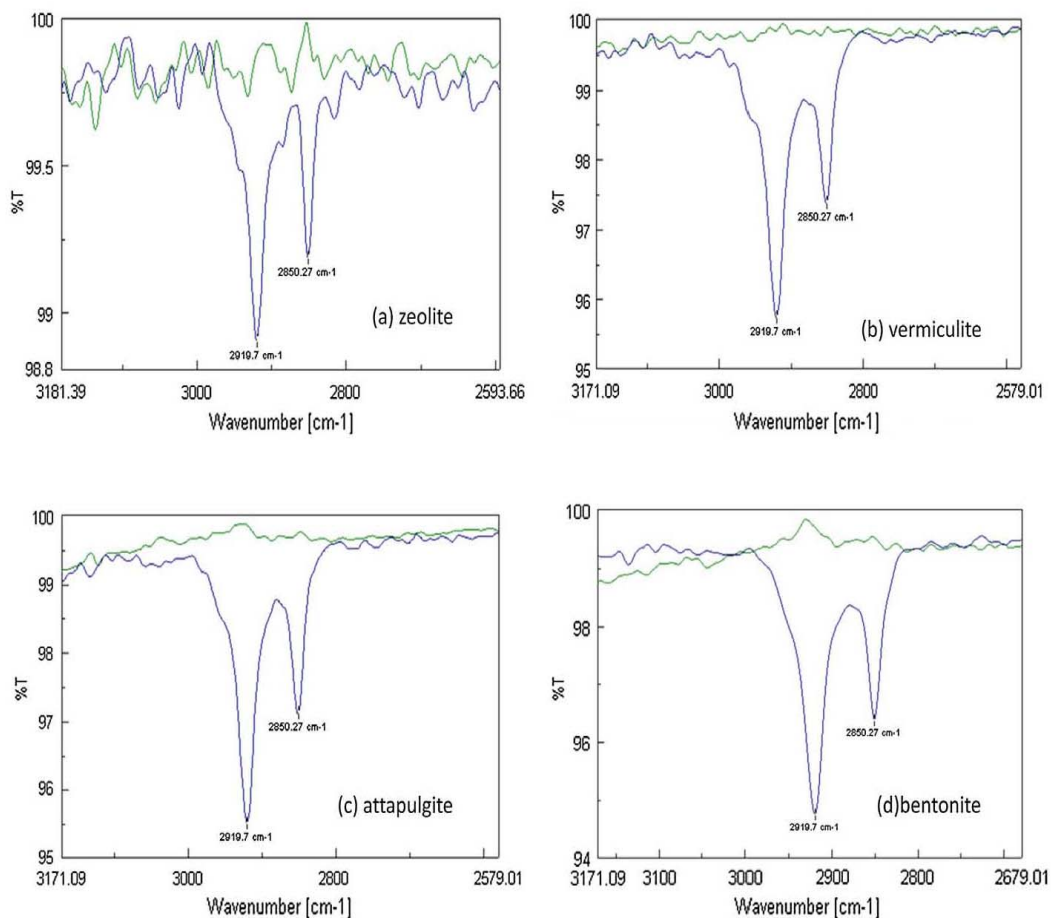 100
99.5
99
98.8
%T
3181.39
3000
2800
2593.66
Wavenumber [cm-1]
2850.27 cm-1
2919.7 cm-1
(a) zeolite
100
99
98
97
96
95
%T
3171.09
3000
2800
2579.01
Wavenumber [cm-1]
2850.27 cm-1
2919.7 cm-1
(b) vermiculite
100
99
98
97
96
95
%T
3171.09
3000
2800
2579.01
Wavenumber [cm-1]
2850.27 cm-1
2919.7 cm-1
(c) attapulgite
100
98
96
94
%T
3171.09
3100
3000
2900
2800
2679.01
Wavenumber [cm-1]
2850.27 cm-1
2919.7 cm-1
(d)bentonite